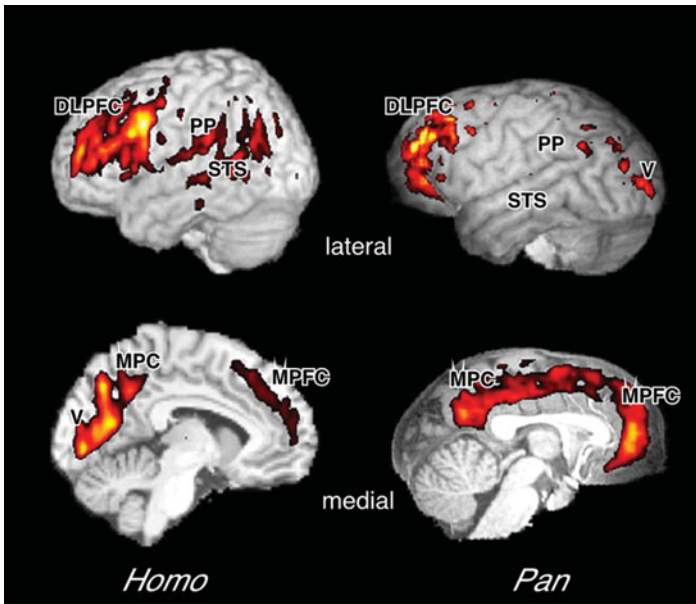 DLPFC
PP
STS
DLPFC
PP
V
STS
lateral
MPC
MPFC
V
MPC
MPFC
medial
Homo
Pan